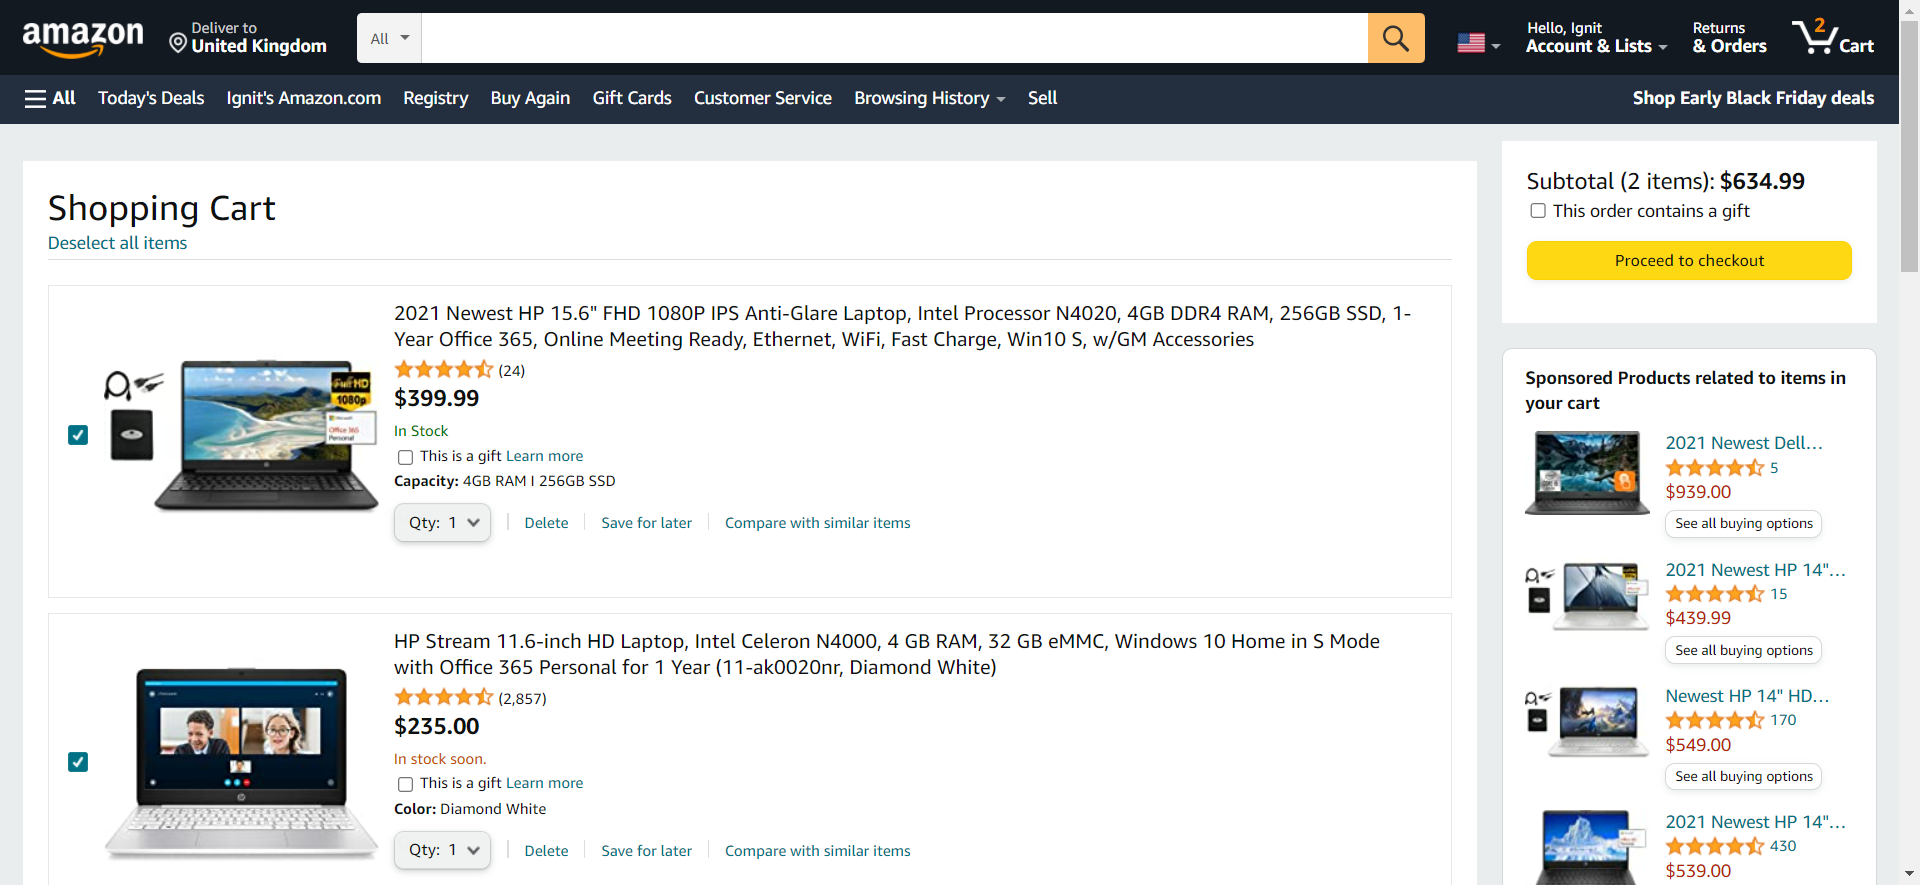 amazon
Deliver to
United Kingdom
All
Hello, Ignit
Account & Lists
Returns
& Orders
2
Cart
All
Today's Deals
Ignit's Amazon.com
Registry
Buy Again
Gift Cards
Customer Service
Browsing History
Sell
Shop Early Black Friday deals
Shopping Cart
Deselect all items
2021 Newest HP 15.6" FHD 1080P IPS Anti-Glare Laptop, Intel Processor N4020, 4GB DDR4 RAM, 256GB SSD, 1-
Year Office 365, Online Meeting Ready, Ethernet, WiFi, Fast Charge, Win10 S, w/GM Accessories
(24)
$399.99
In Stock
This is a gift Learn more
Capacity: 4GB RAM I 256GB SSD
Qty: 1
Delete
Save for later
Compare with similar items
Full HD
1080p
Office 365
Personal
HP Stream 11.6-inch HD Laptop, Intel Celeron N4000, 4 GB RAM, 32 GB eMMC, Windows 10 Home in S Mode
with Office 365 Personal for 1 Year (11-ak0020nr, Diamond White)
(2,857)
$235.00
In stock soon.
This is a gift Learn more
Color: Diamond White
Qty: 1
Delete
Save for later
Compare with similar items
Subtotal (2 items): $634.99
This order contains a gift
Proceed to checkout
Sponsored Products related to items in
your cart
2021 Newest Dell...
5
$939.00
See all buying options
2021 Newest HP 14"...
15
$439.99
See all buying options
Newest HP 14" HD...
170
$549.00
See all buying options
2021 Newest HP 14"...
430
$539.00